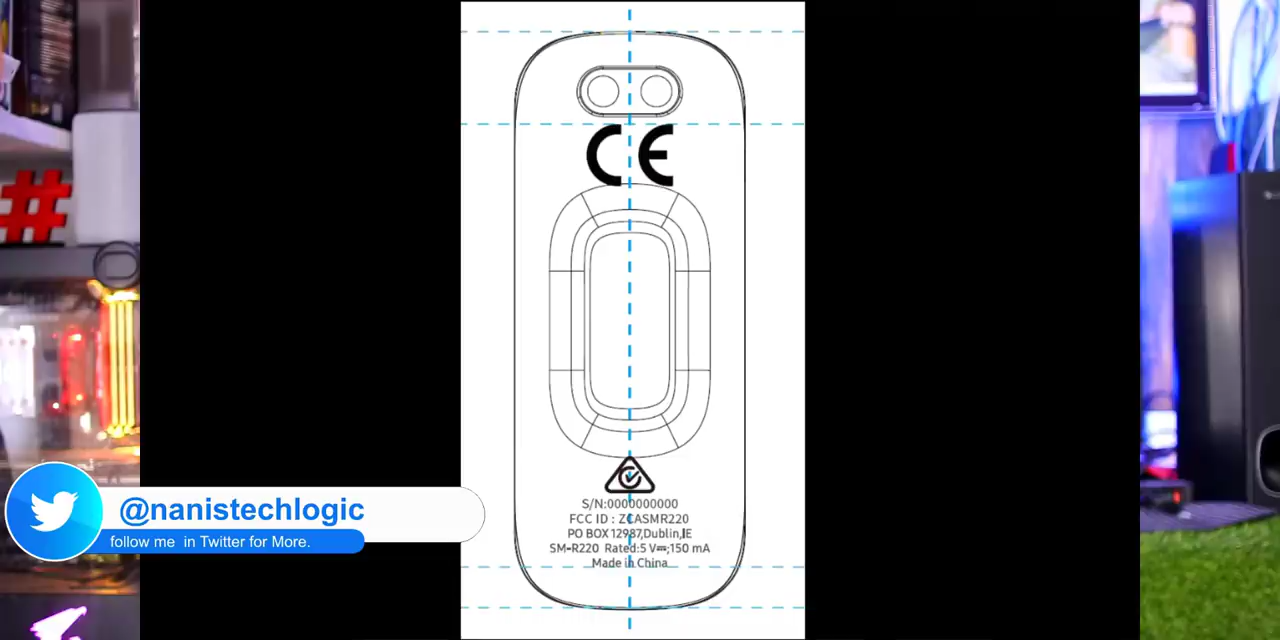 CE
S/N:0000000000
FCC ID : ZCASMR220
PO BOX 12987,Dublin,IE
SM-R220 Rated:5 V⎓;150 mA
Made in China
@nanistechlogic
follow me in Twitter for More.
#